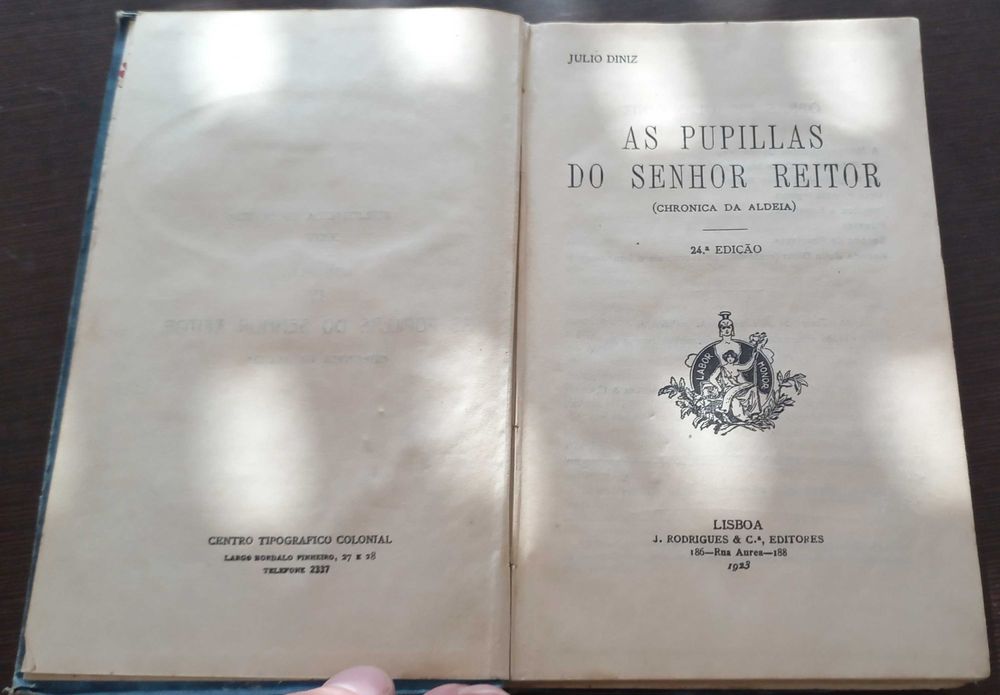 CENTRO TIPOGRAFICO COLONIAL
LARGO BORDALO PINHEIRO, 27 E 28
TELEFONE 2337
JULIO DINIZ
AS PUPILLAS
DO SENHOR REITOR
(CHRONICA DA ALDEIA)
24.ª EDIÇÃO
LABOR HONOR
LISBOA
J. RODRIGUES & C.ª, EDITORES
186—Rua Aurea—188
1923